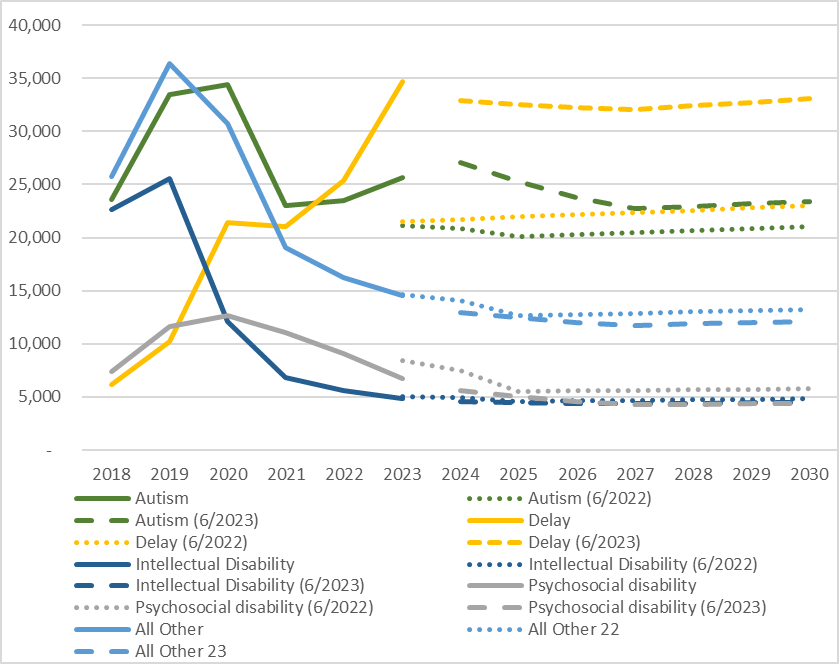 40,000
35,000
30,000
25,000
20,000
15,000
10,000
5,000
-
2018 2019 2020 2021 2022 2023 2024 2025 2026 2027 2028 2029 2030
Autism Autism (6/2022)
Autism (6/2023) Delay
Delay (6/2022) Delay (6/2023)
Intellectual Disability Intellectual Disability (6/2022)
Intellectual Disability (6/2023) Psychosocial disability
Psychosocial disability (6/2022) Psychosocial disability (6/2023)
All Other All Other 22
All Other 23